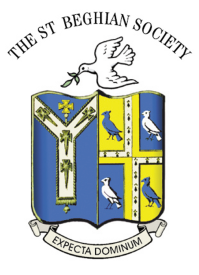 THE ST BEGHIAN SOCIETY
EXPECTA DOMINUM